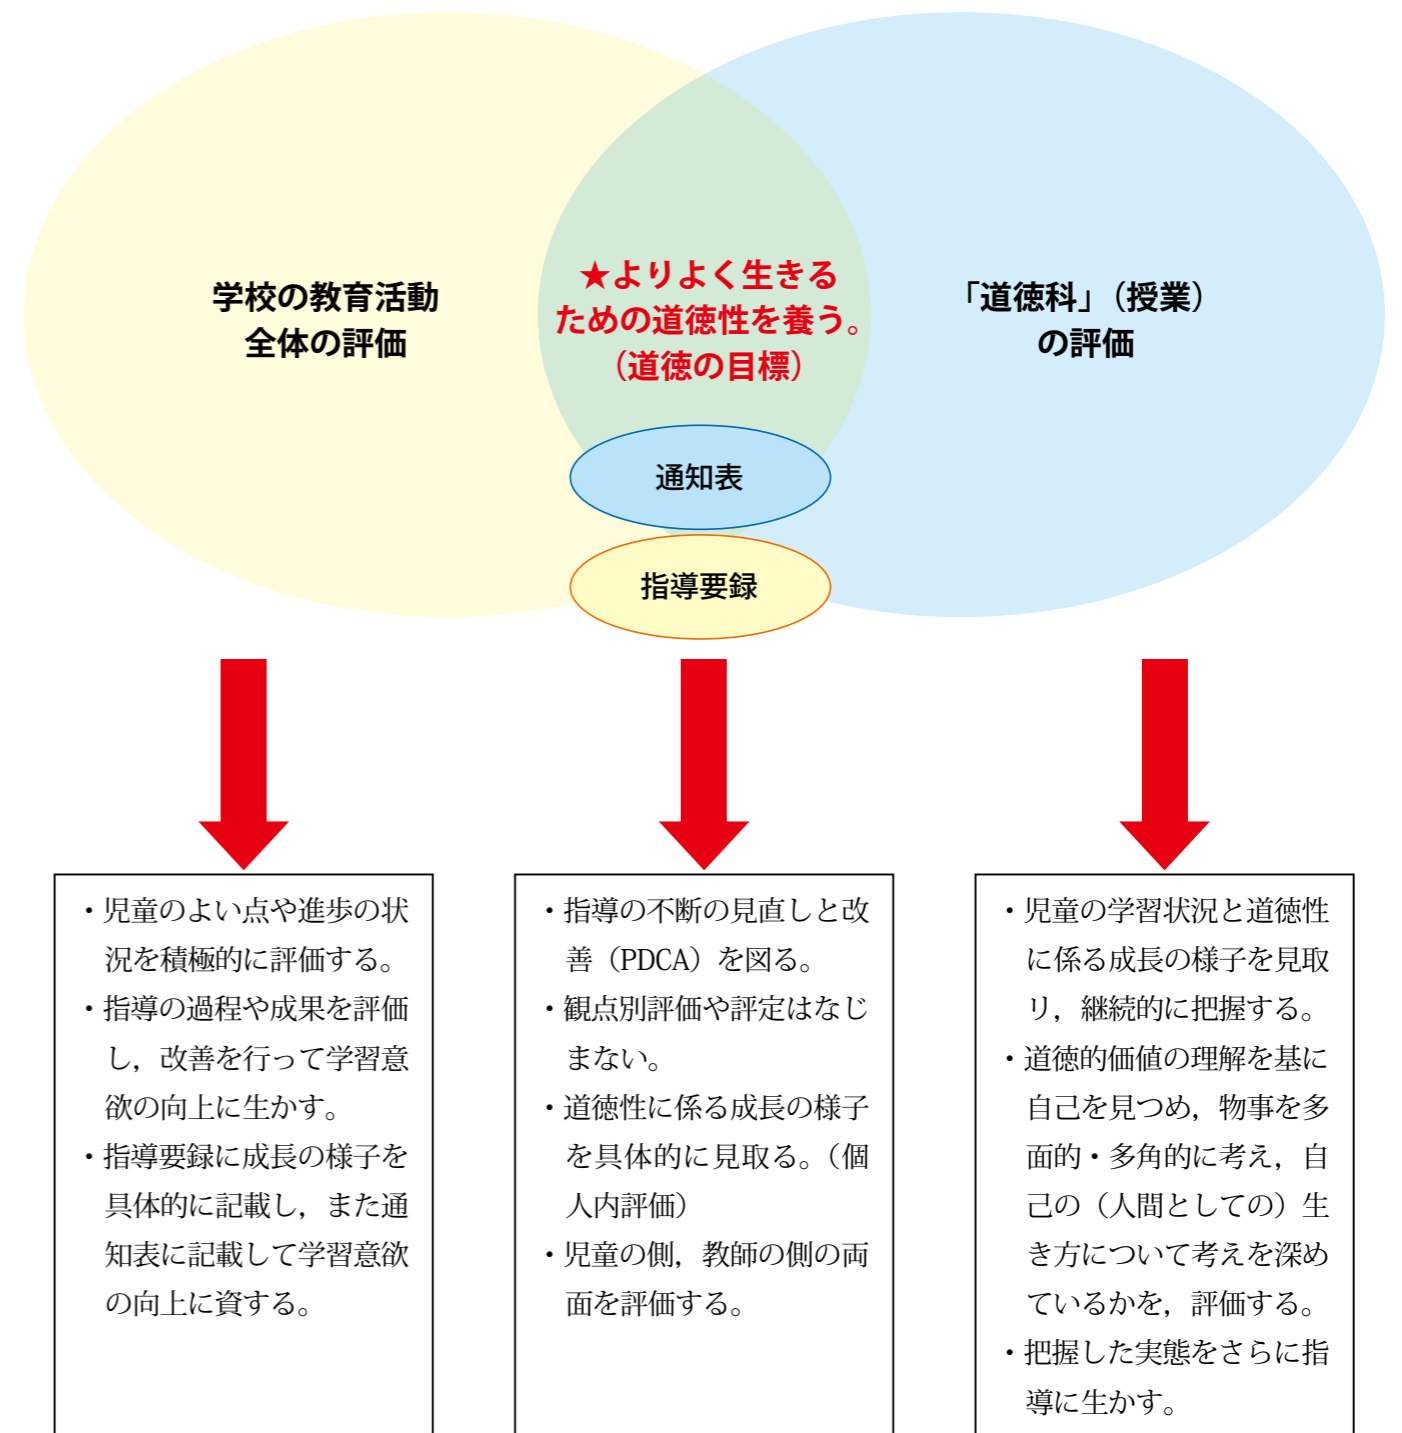 学校の教育活動
全体の評価
★よりよく生きる
ための道徳性を養う。
（道徳の目標）
「道徳科」（授業）
の評価
通知表
指導要録
・児童のよい点や進歩の状
況を積極的に評価する。
・指導の過程や成果を評価
し，改善を行って学習意
欲の向上に生かす。
・指導要録に成長の様子を
具体的に記載し，また通
知表に記載して学習意欲
の向上に資する。
・指導の不断の見直しと改
善（PDCA）を図る。
・観点別評価や評定はなじ
まない。
・道徳性に係る成長の様子
を具体的に見取る。（個
人内評価）
・児童の側，教師の側の両
面を評価する。
・児童の学習状況と道徳性
に係る成長の様子を見取
リ，継続的に把握する。
・道徳的価値の理解を基に
自己を見つめ，物事を多
面的・多角的に考え，自
己の（人間としての）生
き方について考えを深め
ているかを，評価する。
・把握した実態をさらに指
導に生かす。